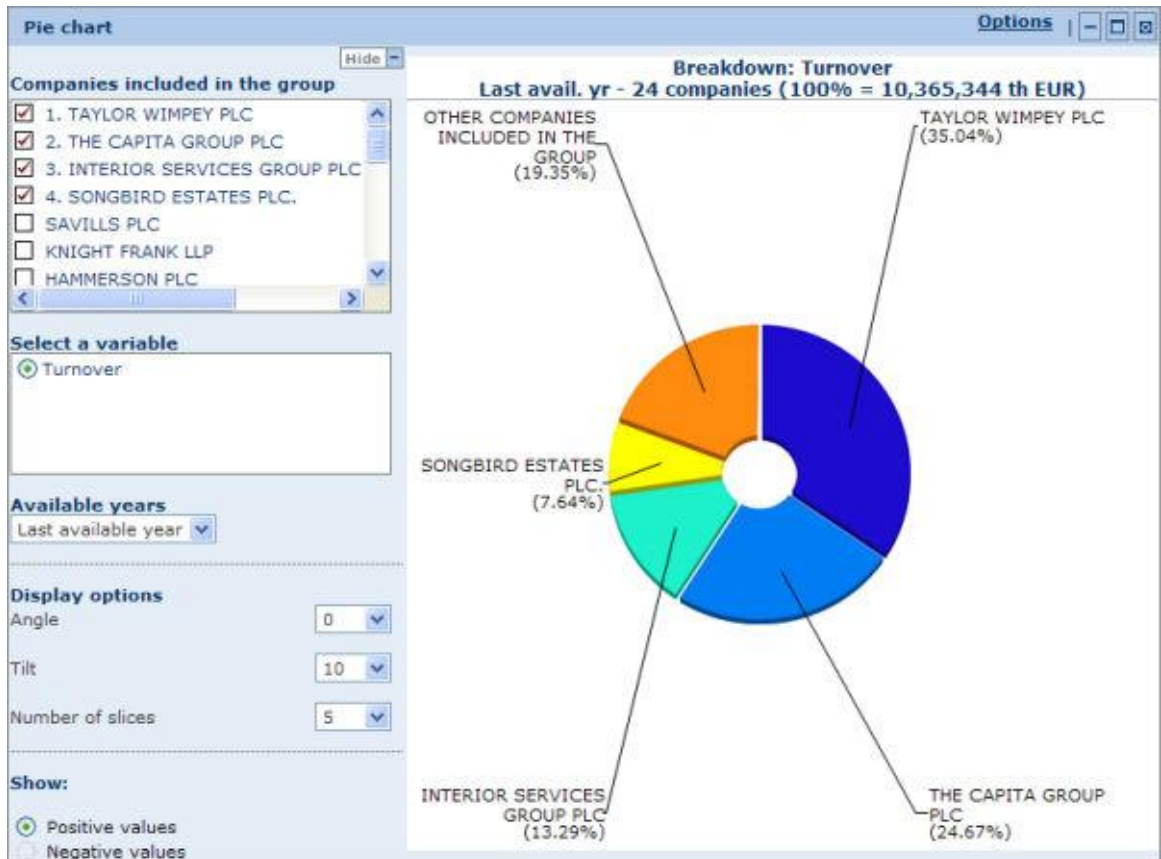 Pie chart
Options
Hide
Companies included in the group
1. TAYLOR WIMPEY PLC
2. THE CAPITA GROUP PLC
3. INTERIOR SERVICES GROUP PLC
4. SONGBIRD ESTATES PLC.
SAVILLS PLC
KNIGHT FRANK LLP
HAMMERSON PLC
Select a variable
Turnover
Available years
Last available year
Display options
Angle 0
Tilt 10
Number of slices 5
Show:
Positive values
Negative values
Breakdown: Turnover
Last avail. yr - 24 companies (100% = 10,365,344 th EUR)
OTHER COMPANIES
INCLUDED IN THE
GROUP
(19.35%)
TAYLOR WIMPEY PLC
(35.04%)
SONGBIRD ESTATES
PLC.
(7.64%)
INTERIOR SERVICES
GROUP PLC
(13.29%)
THE CAPITA GROUP
PLC
(24.67%)